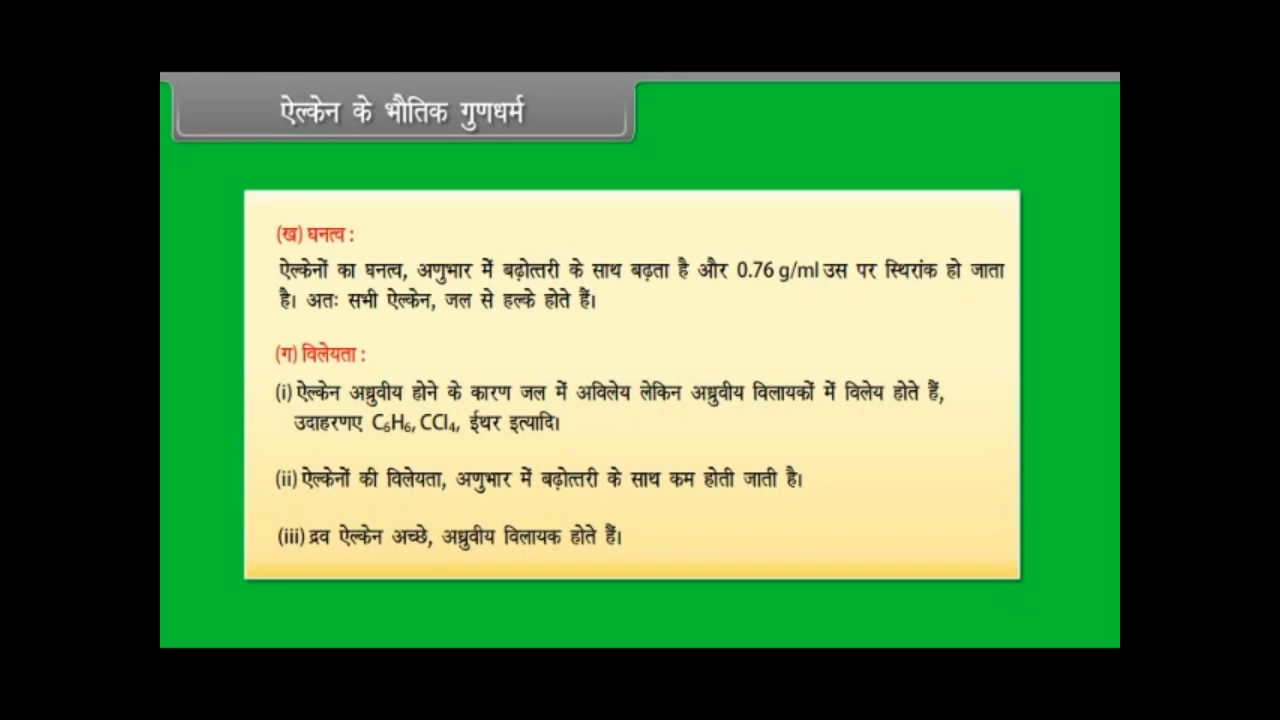 ऐल्केन के भौतिक गुणधर्म
(ख) घनत्व :
ऐल्केनों का घनत्व, अणुभार में बढ़ोत्तरी के साथ बढ़ता है और 0.76 g/ml उस पर स्थिरांक हो जाता
है। अतः सभी ऐल्केन, जल से हल्के होते हैं।
(ग) विलेयता :
(i) ऐल्केन अध्रुवीय होने के कारण जल में अविलेय लेकिन अध्रुवीय विलायकों में विलेय होते हैं,
उदाहरणए C₆H₆, CCl₄, ईथर इत्यादि।
(ii) ऐल्केनों की विलेयता, अणुभार में बढ़ोत्तरी के साथ कम होती जाती है।
(iii) द्रव ऐल्केन अच्छे, अध्रुवीय विलायक होते हैं।